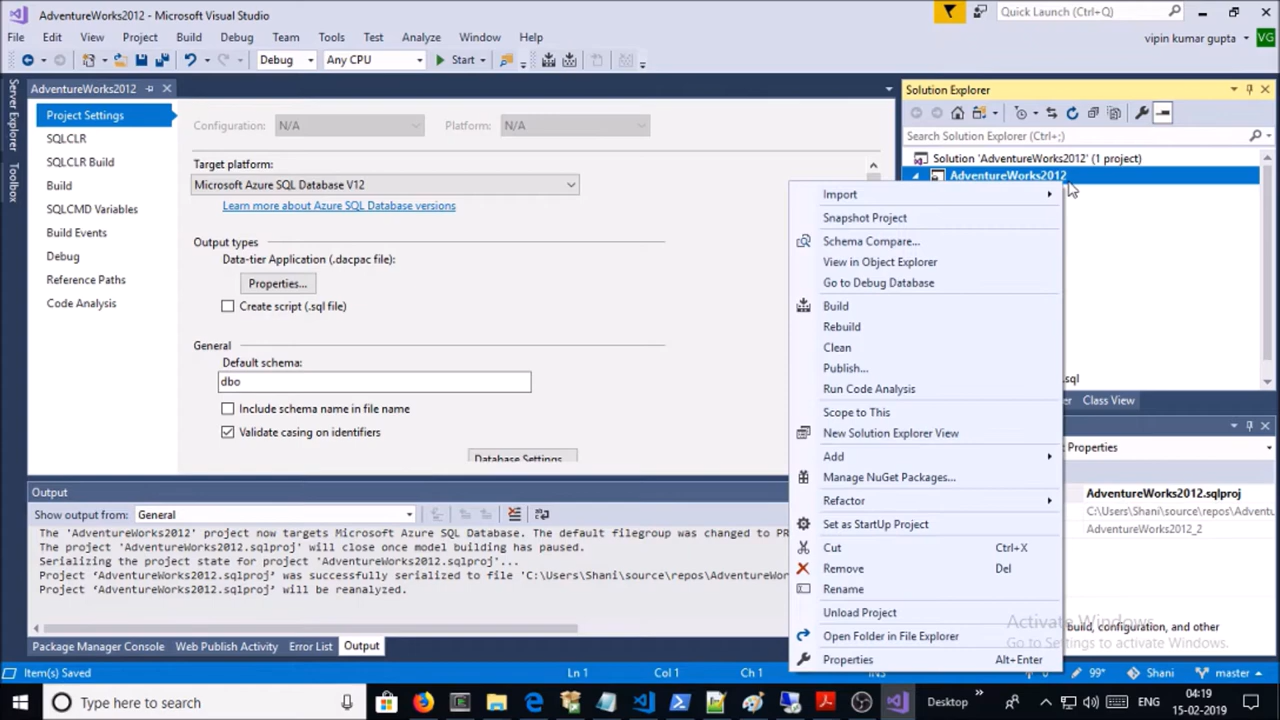 AdventureWorks2012 - Microsoft Visual Studio
Quick Launch (Ctrl+Q)
File Edit View Project Build Debug Team Tools Test Analyze Window Help
vipin kumar gupta VG
Debug Any CPU Start
Server Explorer
Toolbox
AdventureWorks2012
Project Settings
SQLCLR
SQLCLR Build
Build
SQLCMD Variables
Build Events
Debug
Reference Paths
Code Analysis
Configuration: N/A Platform: N/A
Target platform:
Microsoft Azure SQL Database V12
Learn more about Azure SQL Database versions
Output types
Data-tier Application (.dacpac file):
Properties...
Create script (.sql file)
General
Default schema:
dbo
Include schema name in file name
Validate casing on identifiers
Database Settings...
Solution Explorer
Search Solution Explorer (Ctrl+;)
Solution 'AdventureWorks2012' (1 project)
AdventureWorks2012
.sql
Class View
Import
Snapshot Project
Schema Compare...
View in Object Explorer
Go to Debug Database
Build
Rebuild
Clean
Publish...
Run Code Analysis
Scope to This
New Solution Explorer View
Add
Manage NuGet Packages...
Refactor
Set as StartUp Project
Cut Ctrl+X
Remove Del
Rename
Unload Project
Open Folder in File Explorer
Properties Alt+Enter
Properties
AdventureWorks2012.sqlproj
C:\Users\Shani\source\repos\Adventu
AdventureWorks2012_2
build, configuration, and other
Activate Windows
Go to Settings to activate Windows.
Output
Show output from: General
The 'AdventureWorks2012' project now targets Microsoft Azure SQL Database. The default filegroup was changed to PR
The project 'AdventureWorks2012.sqlproj' will close once model building has paused.
Serializing the project state for project 'AdventureWorks2012.sqlproj'...
Project 'AdventureWorks2012.sqlproj' was successfully serialized to file 'C:\Users\Shani\source\repos\AdventureWo
Project 'AdventureWorks2012.sqlproj' will be reanalyzed.
Package Manager Console Web Publish Activity Error List Output
Item(s) Saved Ln 1 Col 1 Ch 1 0 99* Shani master
Type here to search
Desktop
ENG
04:19
15-02-2019